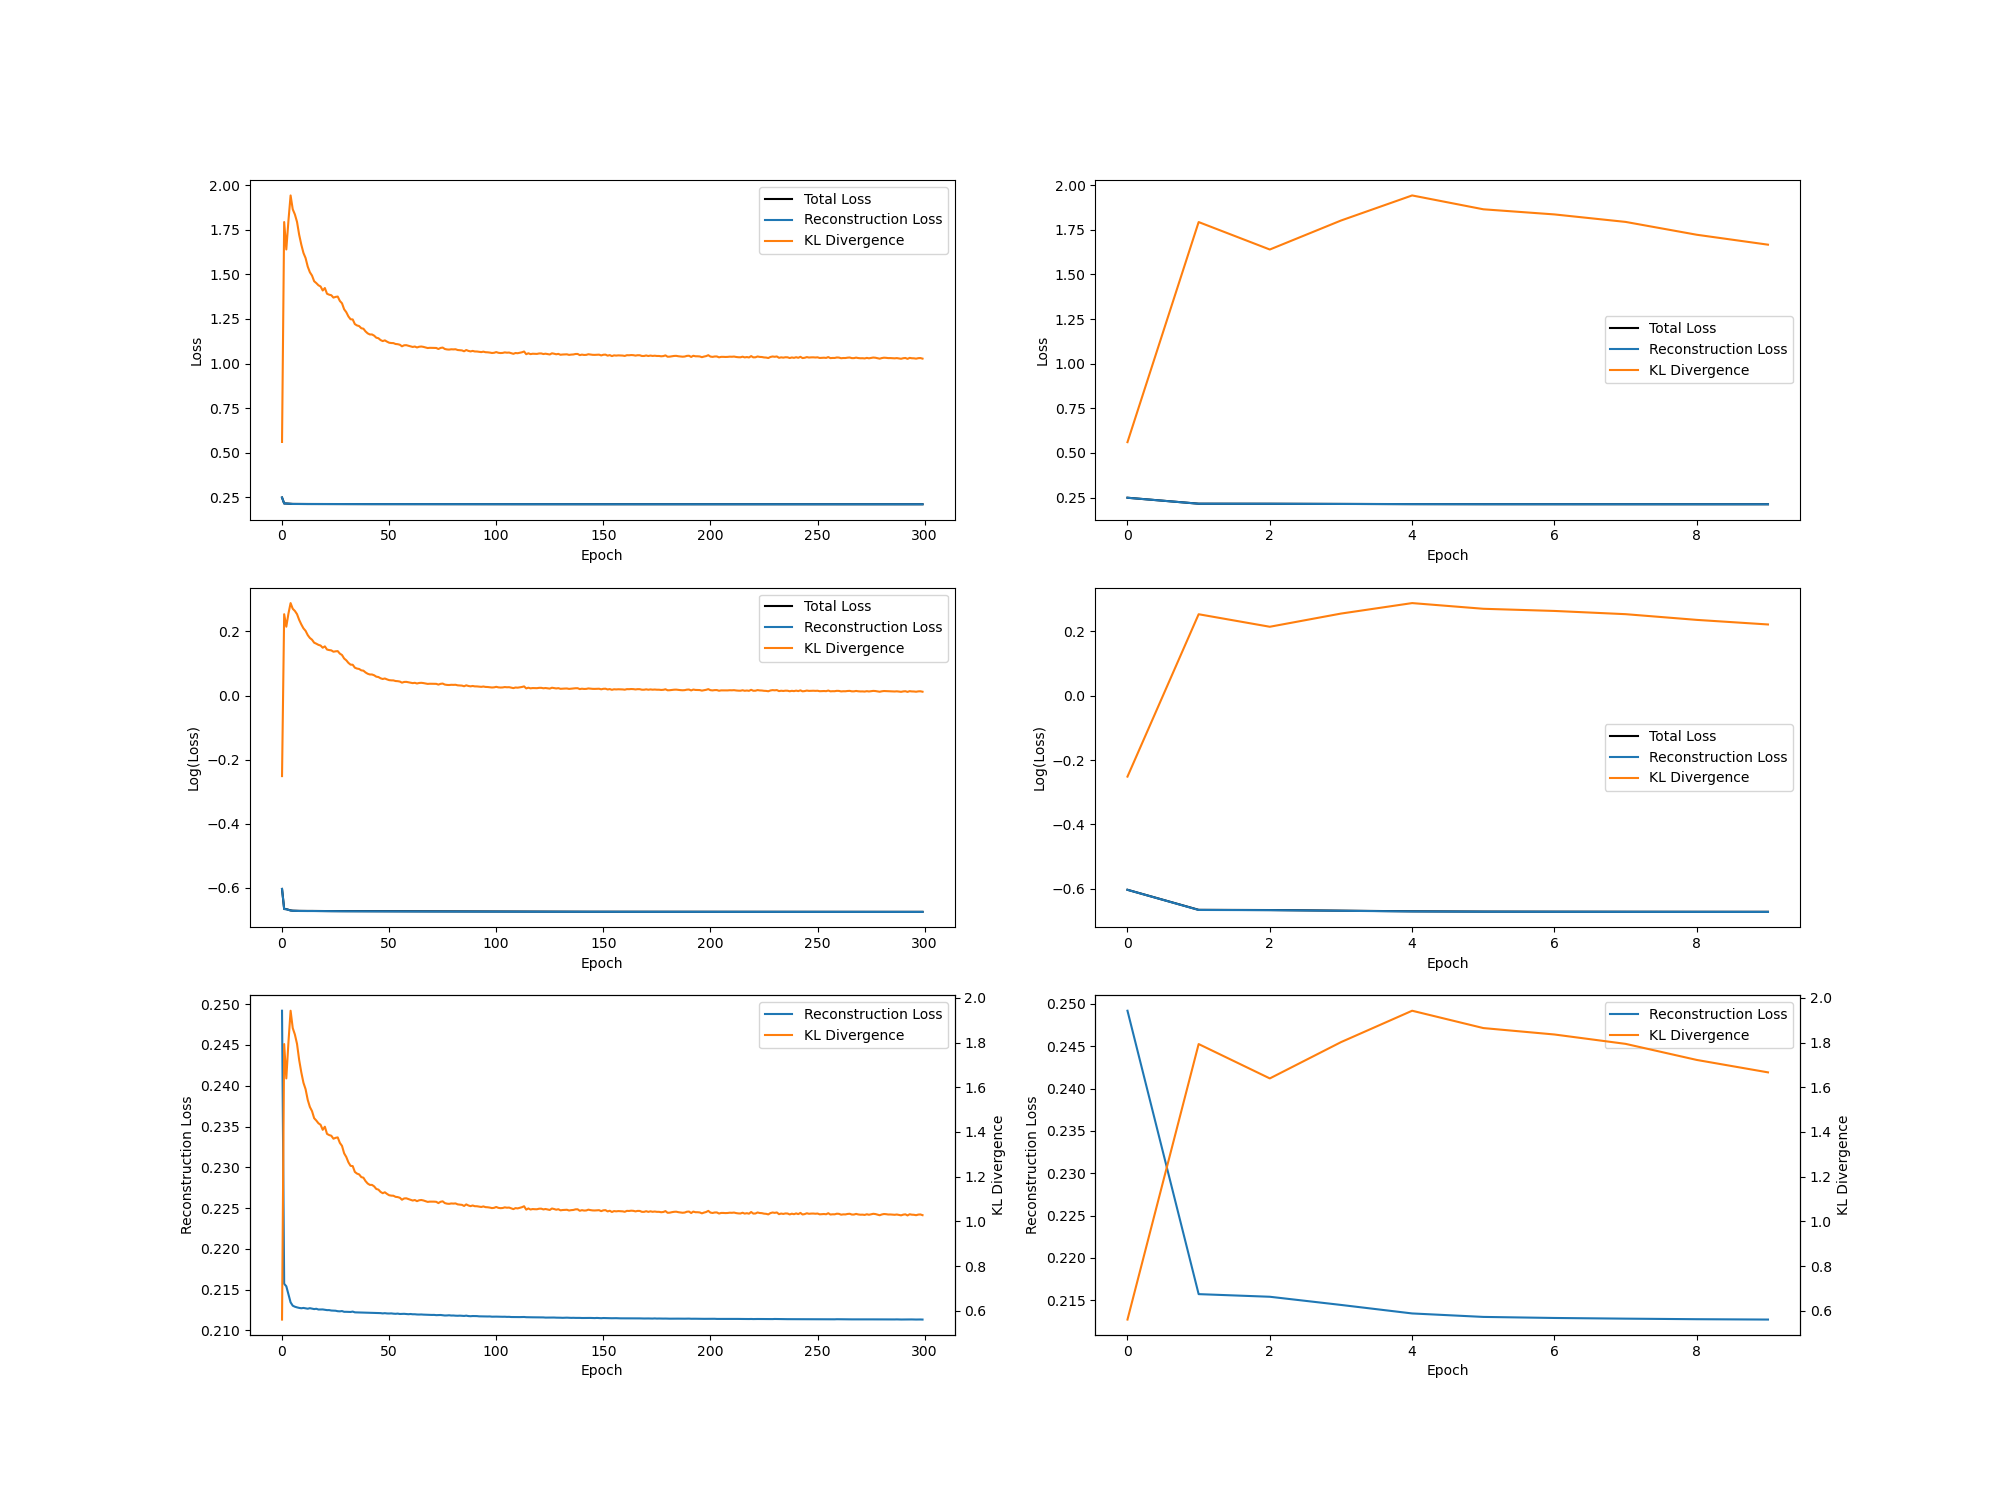 2.00
1.75
1.50
1.25
1.00
0.75
0.50
0.25
Loss
0 50 100 150 200 250 300
Epoch
Total Loss
Reconstruction Loss
KL Divergence
2.00
1.75
1.50
1.25
1.00
0.75
0.50
0.25
Loss
0 2 4 6 8
Epoch
Total Loss
Reconstruction Loss
KL Divergence
0.2
0.0
−0.2
−0.4
−0.6
Log(Loss)
0 50 100 150 200 250 300
Epoch
Total Loss
Reconstruction Loss
KL Divergence
0.2
0.0
−0.2
−0.4
−0.6
Log(Loss)
0 2 4 6 8
Epoch
Total Loss
Reconstruction Loss
KL Divergence
0.250
0.245
0.240
0.235
0.230
0.225
0.220
0.215
0.210
Reconstruction Loss
0 50 100 150 200 250 300
Epoch
Reconstruction Loss
KL Divergence
2.0
1.8
1.6
1.4
1.2
1.0
0.8
0.6
KL Divergence
0.250
0.245
0.240
0.235
0.230
0.225
0.220
0.215
Reconstruction Loss
0 2 4 6 8
Epoch
Reconstruction Loss
KL Divergence
2.0
1.8
1.6
1.4
1.2
1.0
0.8
0.6
KL Divergence